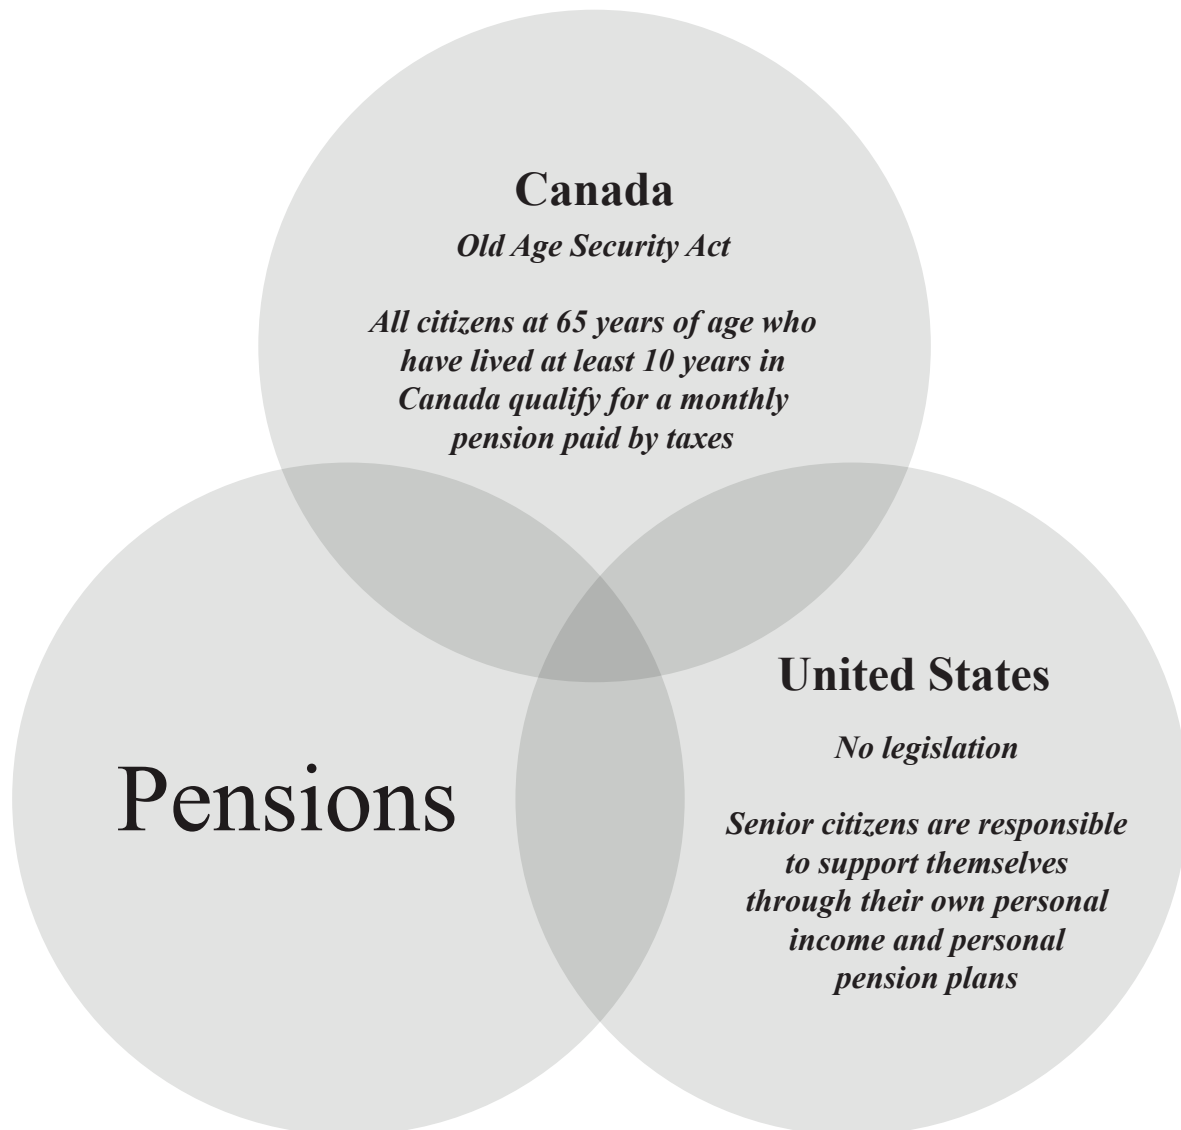 Canada
Old Age Security Act
All citizens at 65 years of age who
have lived at least 10 years in
Canada qualify for a monthly
pension paid by taxes
Pensions
United States
No legislation
Senior citizens are responsible
to support themselves
through their own personal
income and personal
pension plans